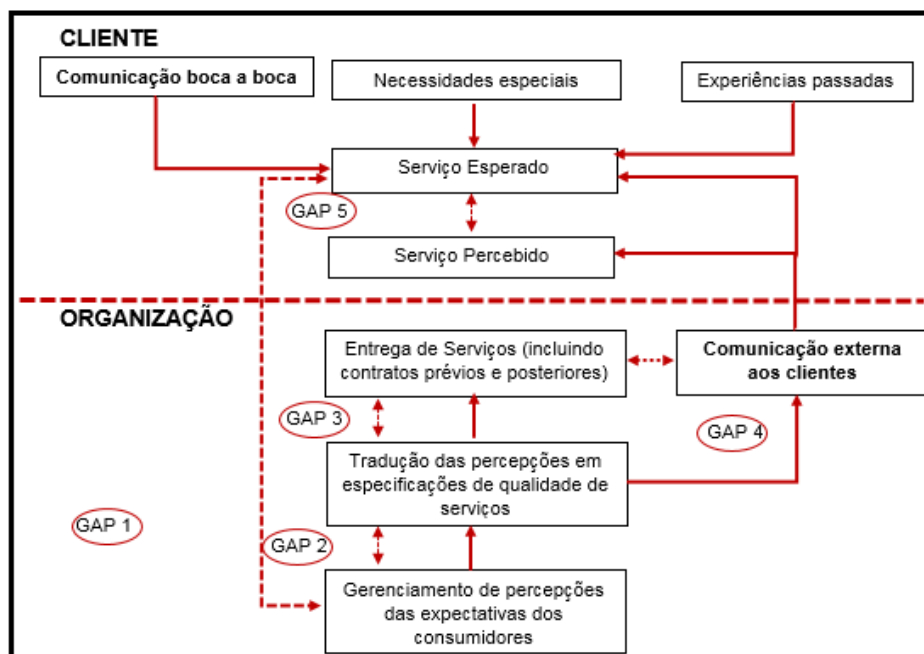 CLIENTE
Comunicação boca a boca
Necessidades especiais
Experiências passadas
Serviço Esperado
GAP 5
Serviço Percebido
ORGANIZAÇÃO
Entrega de Serviços (incluindo
contratos prévios e posteriores)
Comunicação externa
aos clientes
GAP 3
GAP 4
Tradução das percepções em
especificações de qualidade de
serviços
GAP 1
GAP 2
Gerenciamento de percepções
das expectativas dos
consumidores